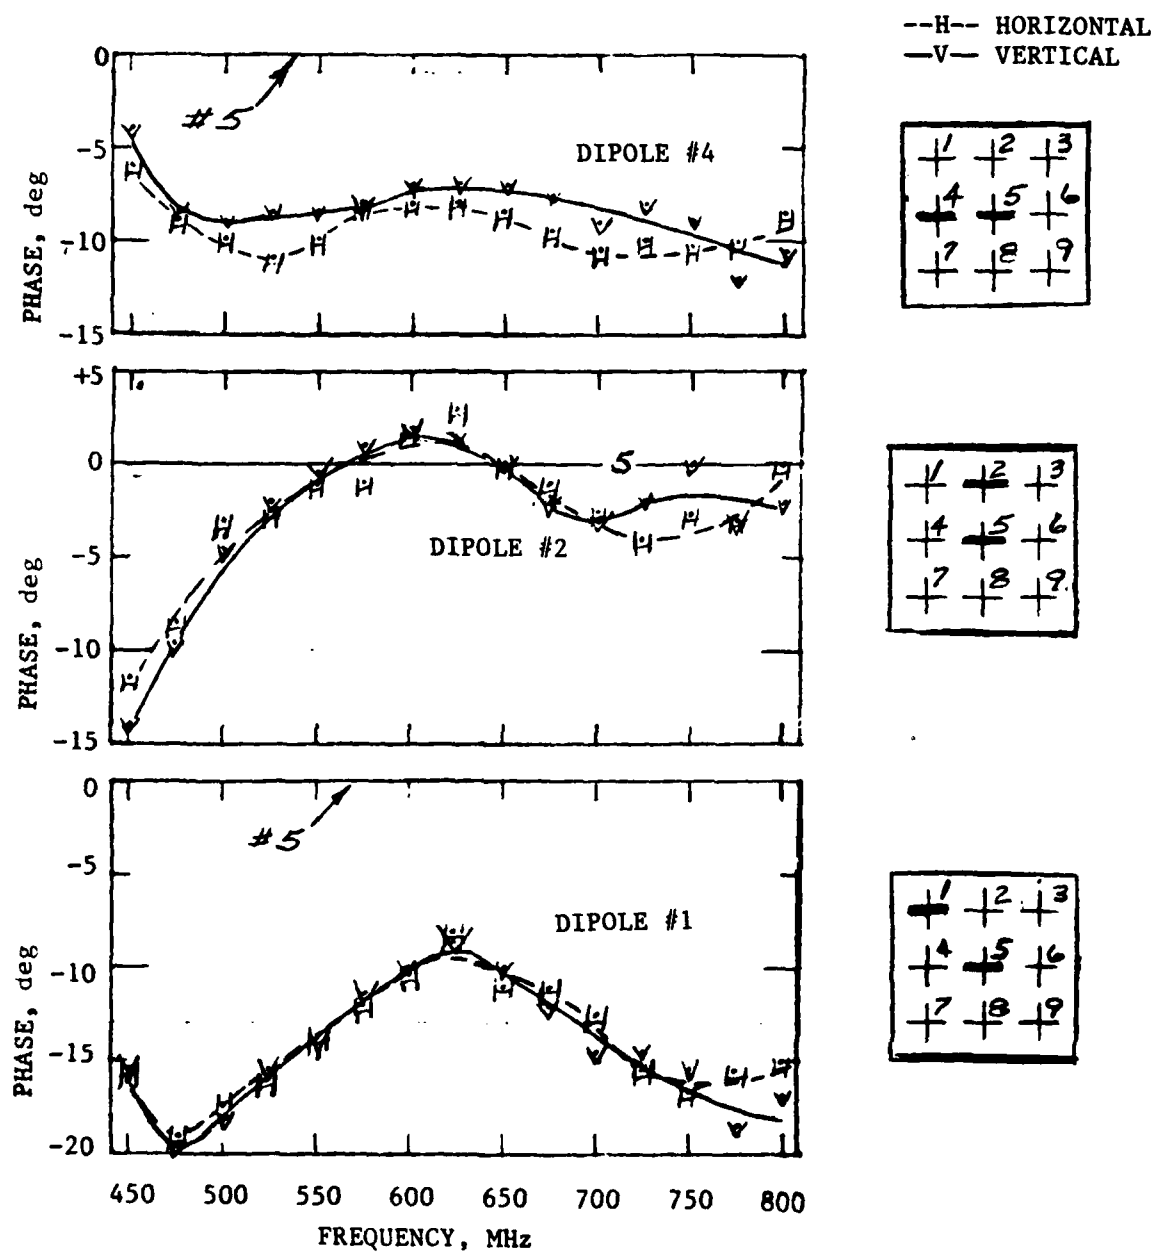 --H-- HORIZONTAL
—V— VERTICAL
0
-5
-10
-15
PHASE, deg
#5
DIPOLE #4
1 2 3
4 5 6
7 8 9
+5
0
-5
-10
-15
PHASE, deg
5
DIPOLE #2
1 2 3
4 5 6
7 8 9
0
-5
-10
-15
-20
PHASE, deg
#5
DIPOLE #1
1 2 3
4 5 6
7 8 9
450 500 550 600 650 700 750 800
FREQUENCY, MHz